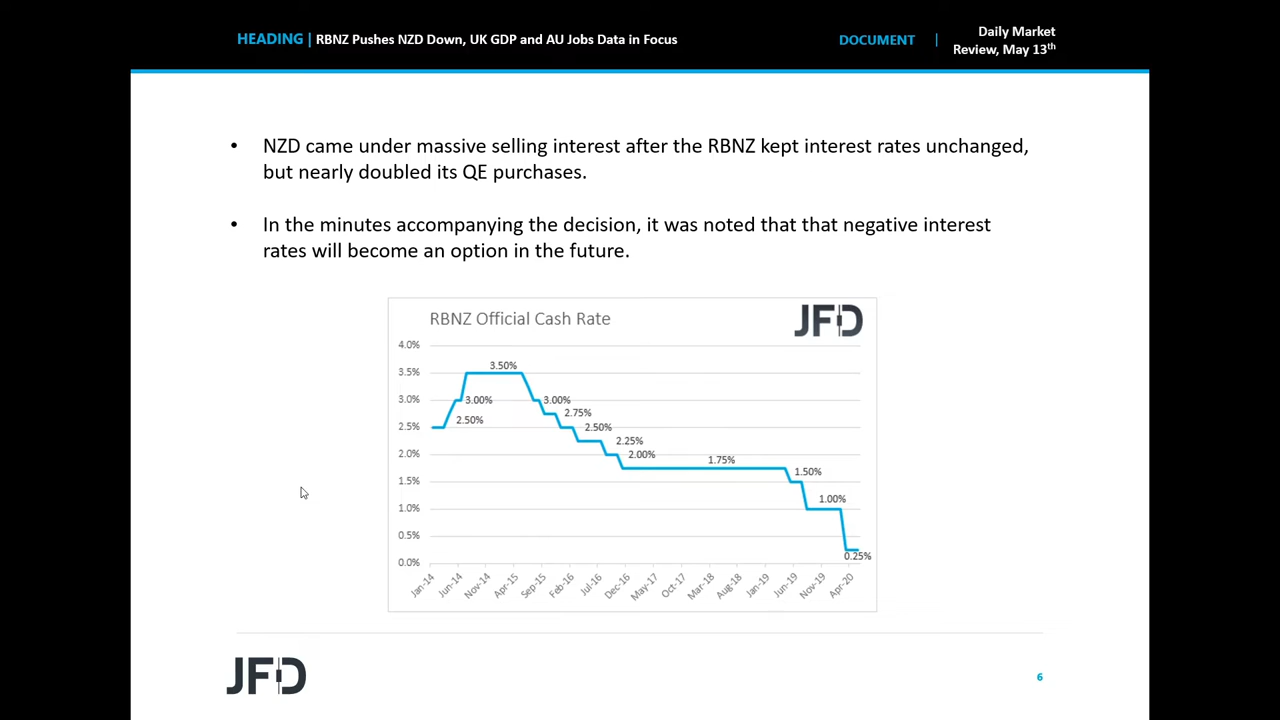 HEADING | RBNZ Pushes NZD Down, UK GDP and AU Jobs Data in Focus
DOCUMENT |
Daily Market
Review, May 13th
• NZD came under massive selling interest after the RBNZ kept interest rates unchanged,
but nearly doubled its QE purchases.
• In the minutes accompanying the decision, it was noted that that negative interest
rates will become an option in the future.
RBNZ Official Cash Rate
JFD
4.0%
3.5%
3.0%
2.5%
2.0%
1.5%
1.0%
0.5%
0.0%
3.50%
3.00%
2.50%
3.00%
2.75%
2.50%
2.25%
2.00%
1.75%
1.50%
1.00%
0.25%
Jan-14
Jun-14
Nov-14
Apr-15
Sep-15
Feb-16
Jul-16
Dec-16
May-17
Oct-17
Mar-18
Aug-18
Jan-19
Jun-19
Nov-19
Apr-20
JFD
6